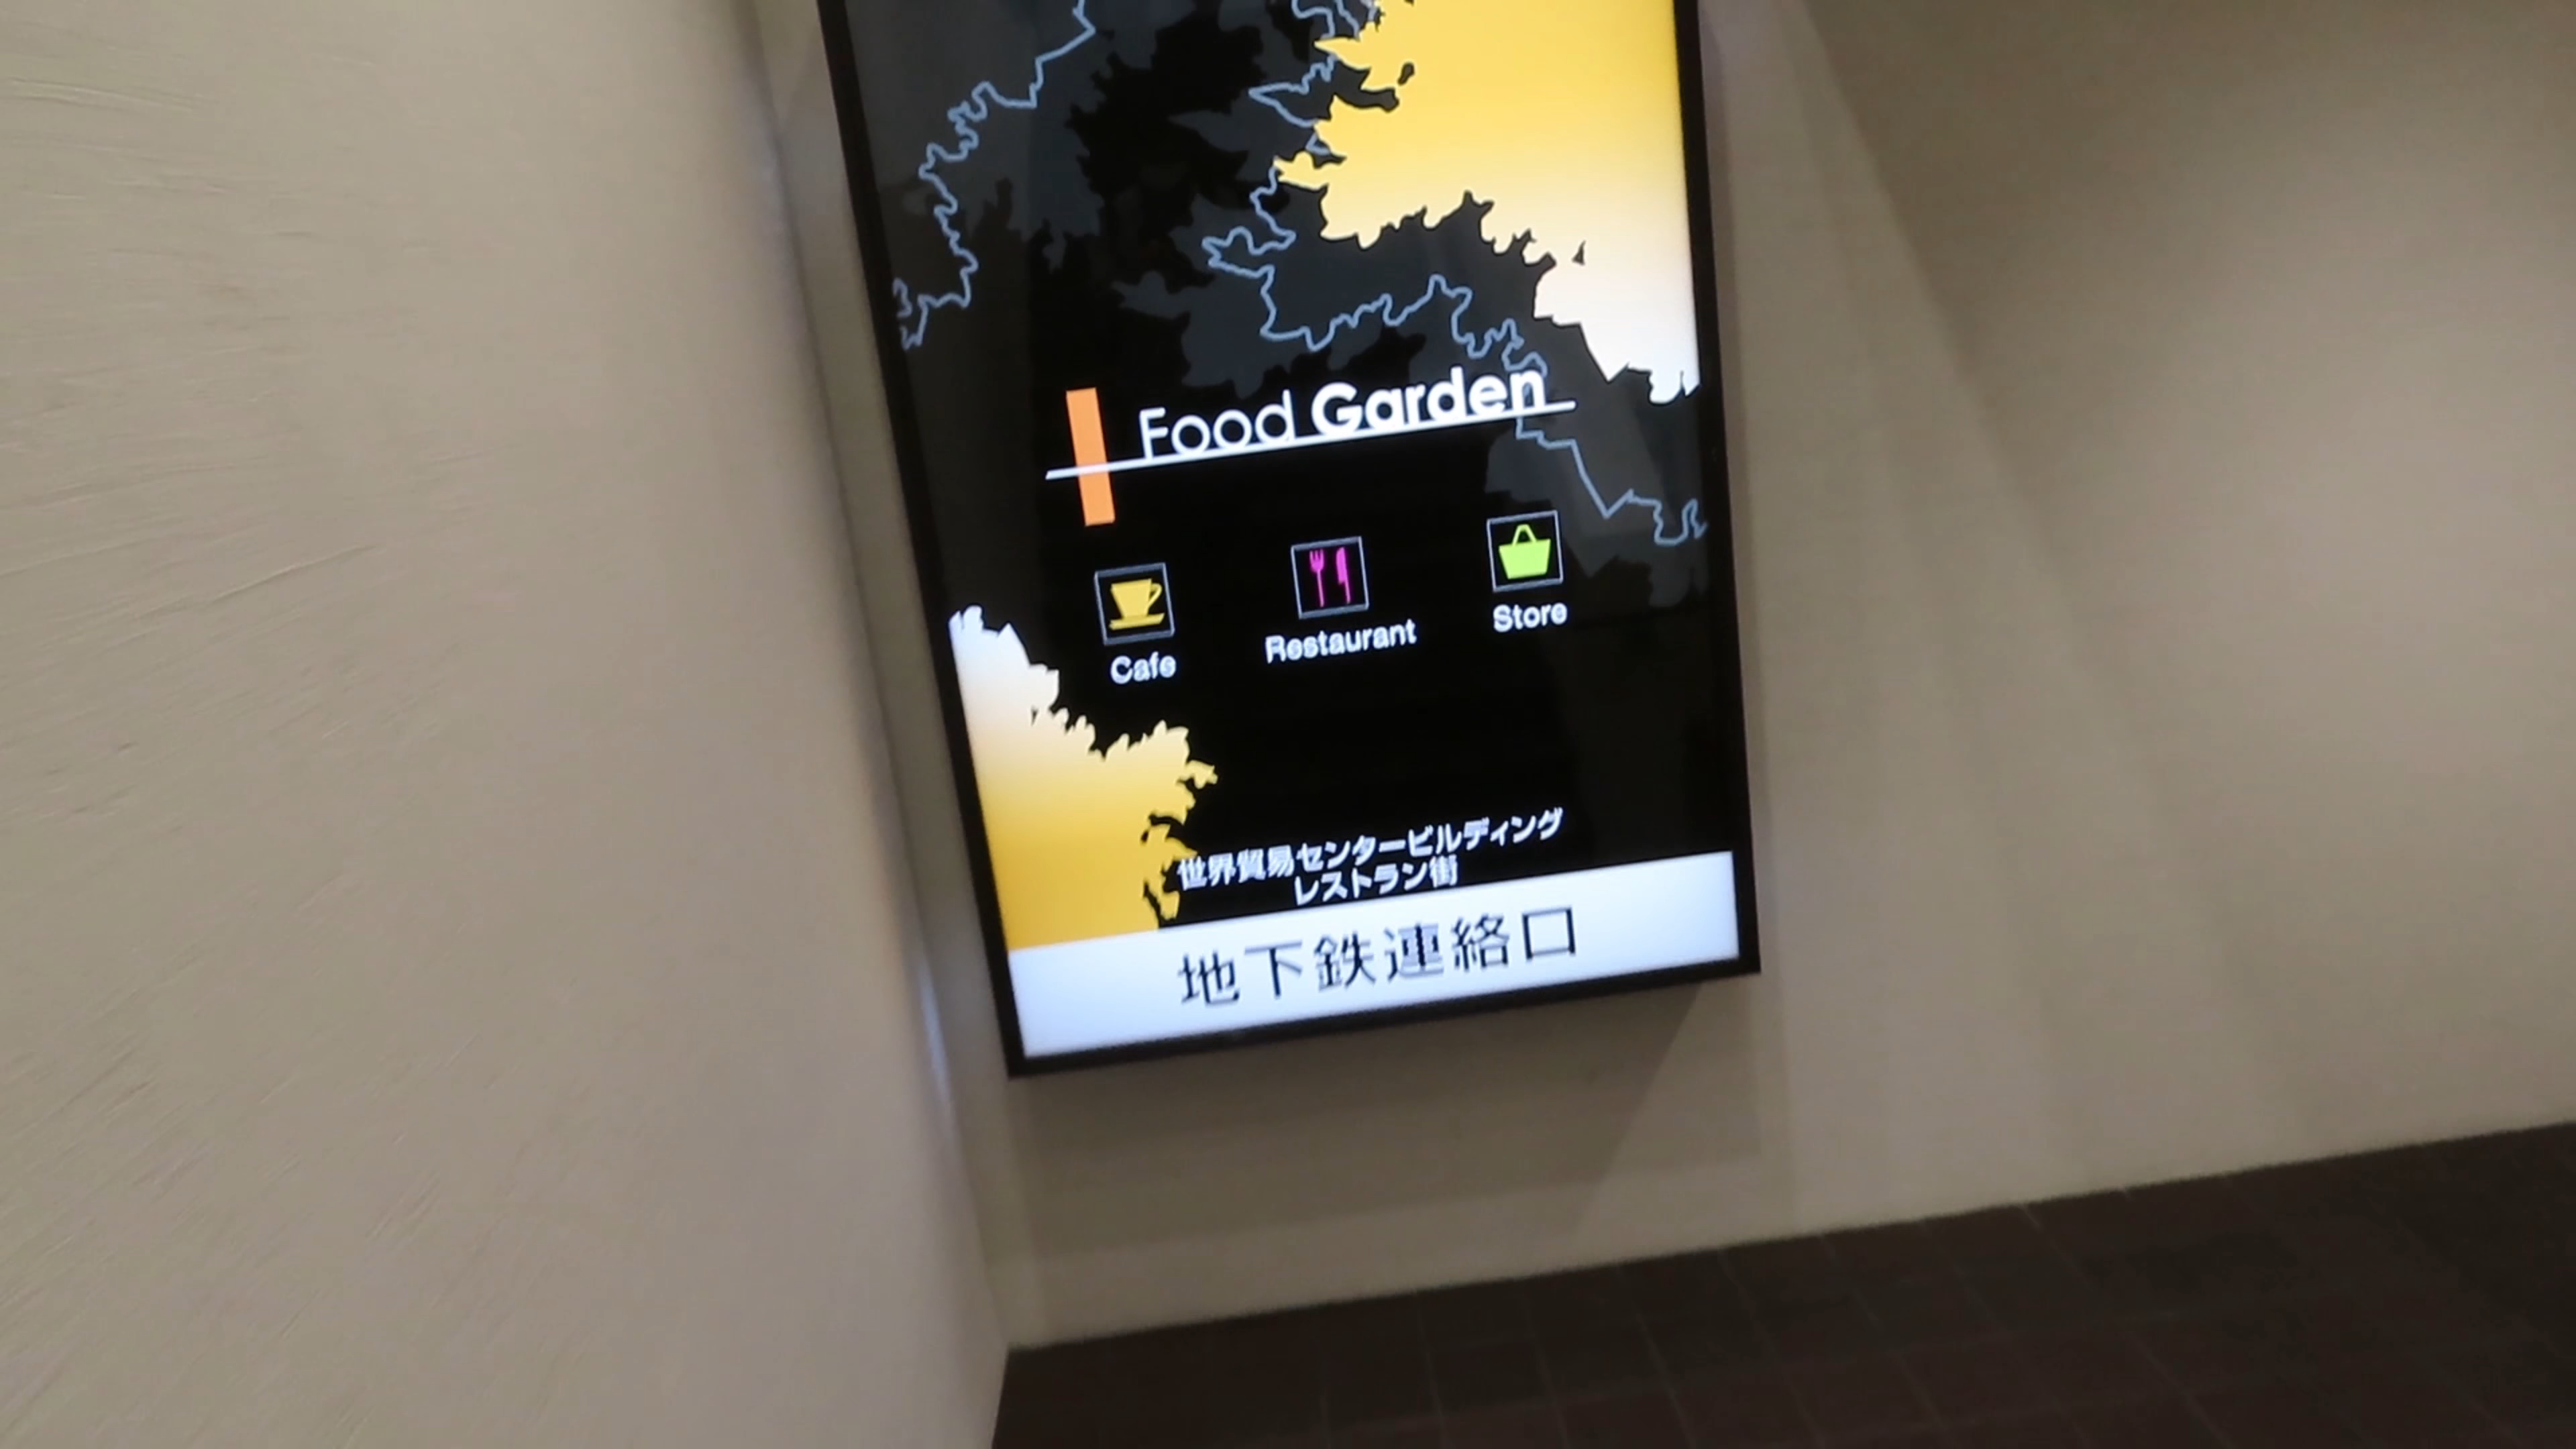 Food Garden
Cafe
Restaurant
Store
世界貿易センタービルディング
レストラン街
地下鉄連絡口